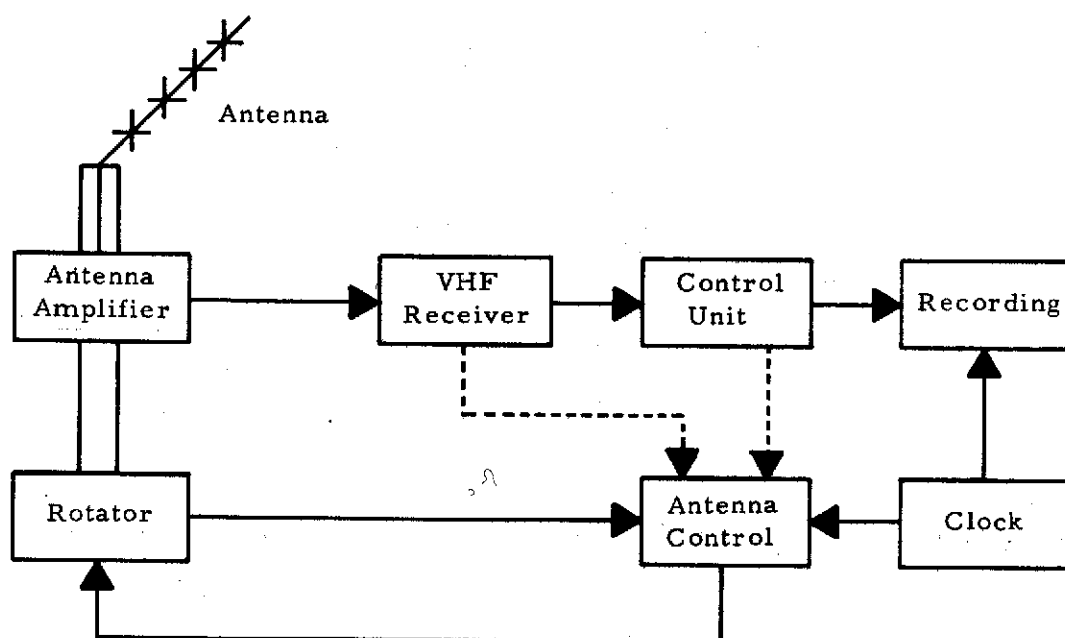 Antenna
Antenna
Amplifier
VHF
Receiver
Control
Unit
Recording
Rotator
Antenna
Control
Clock